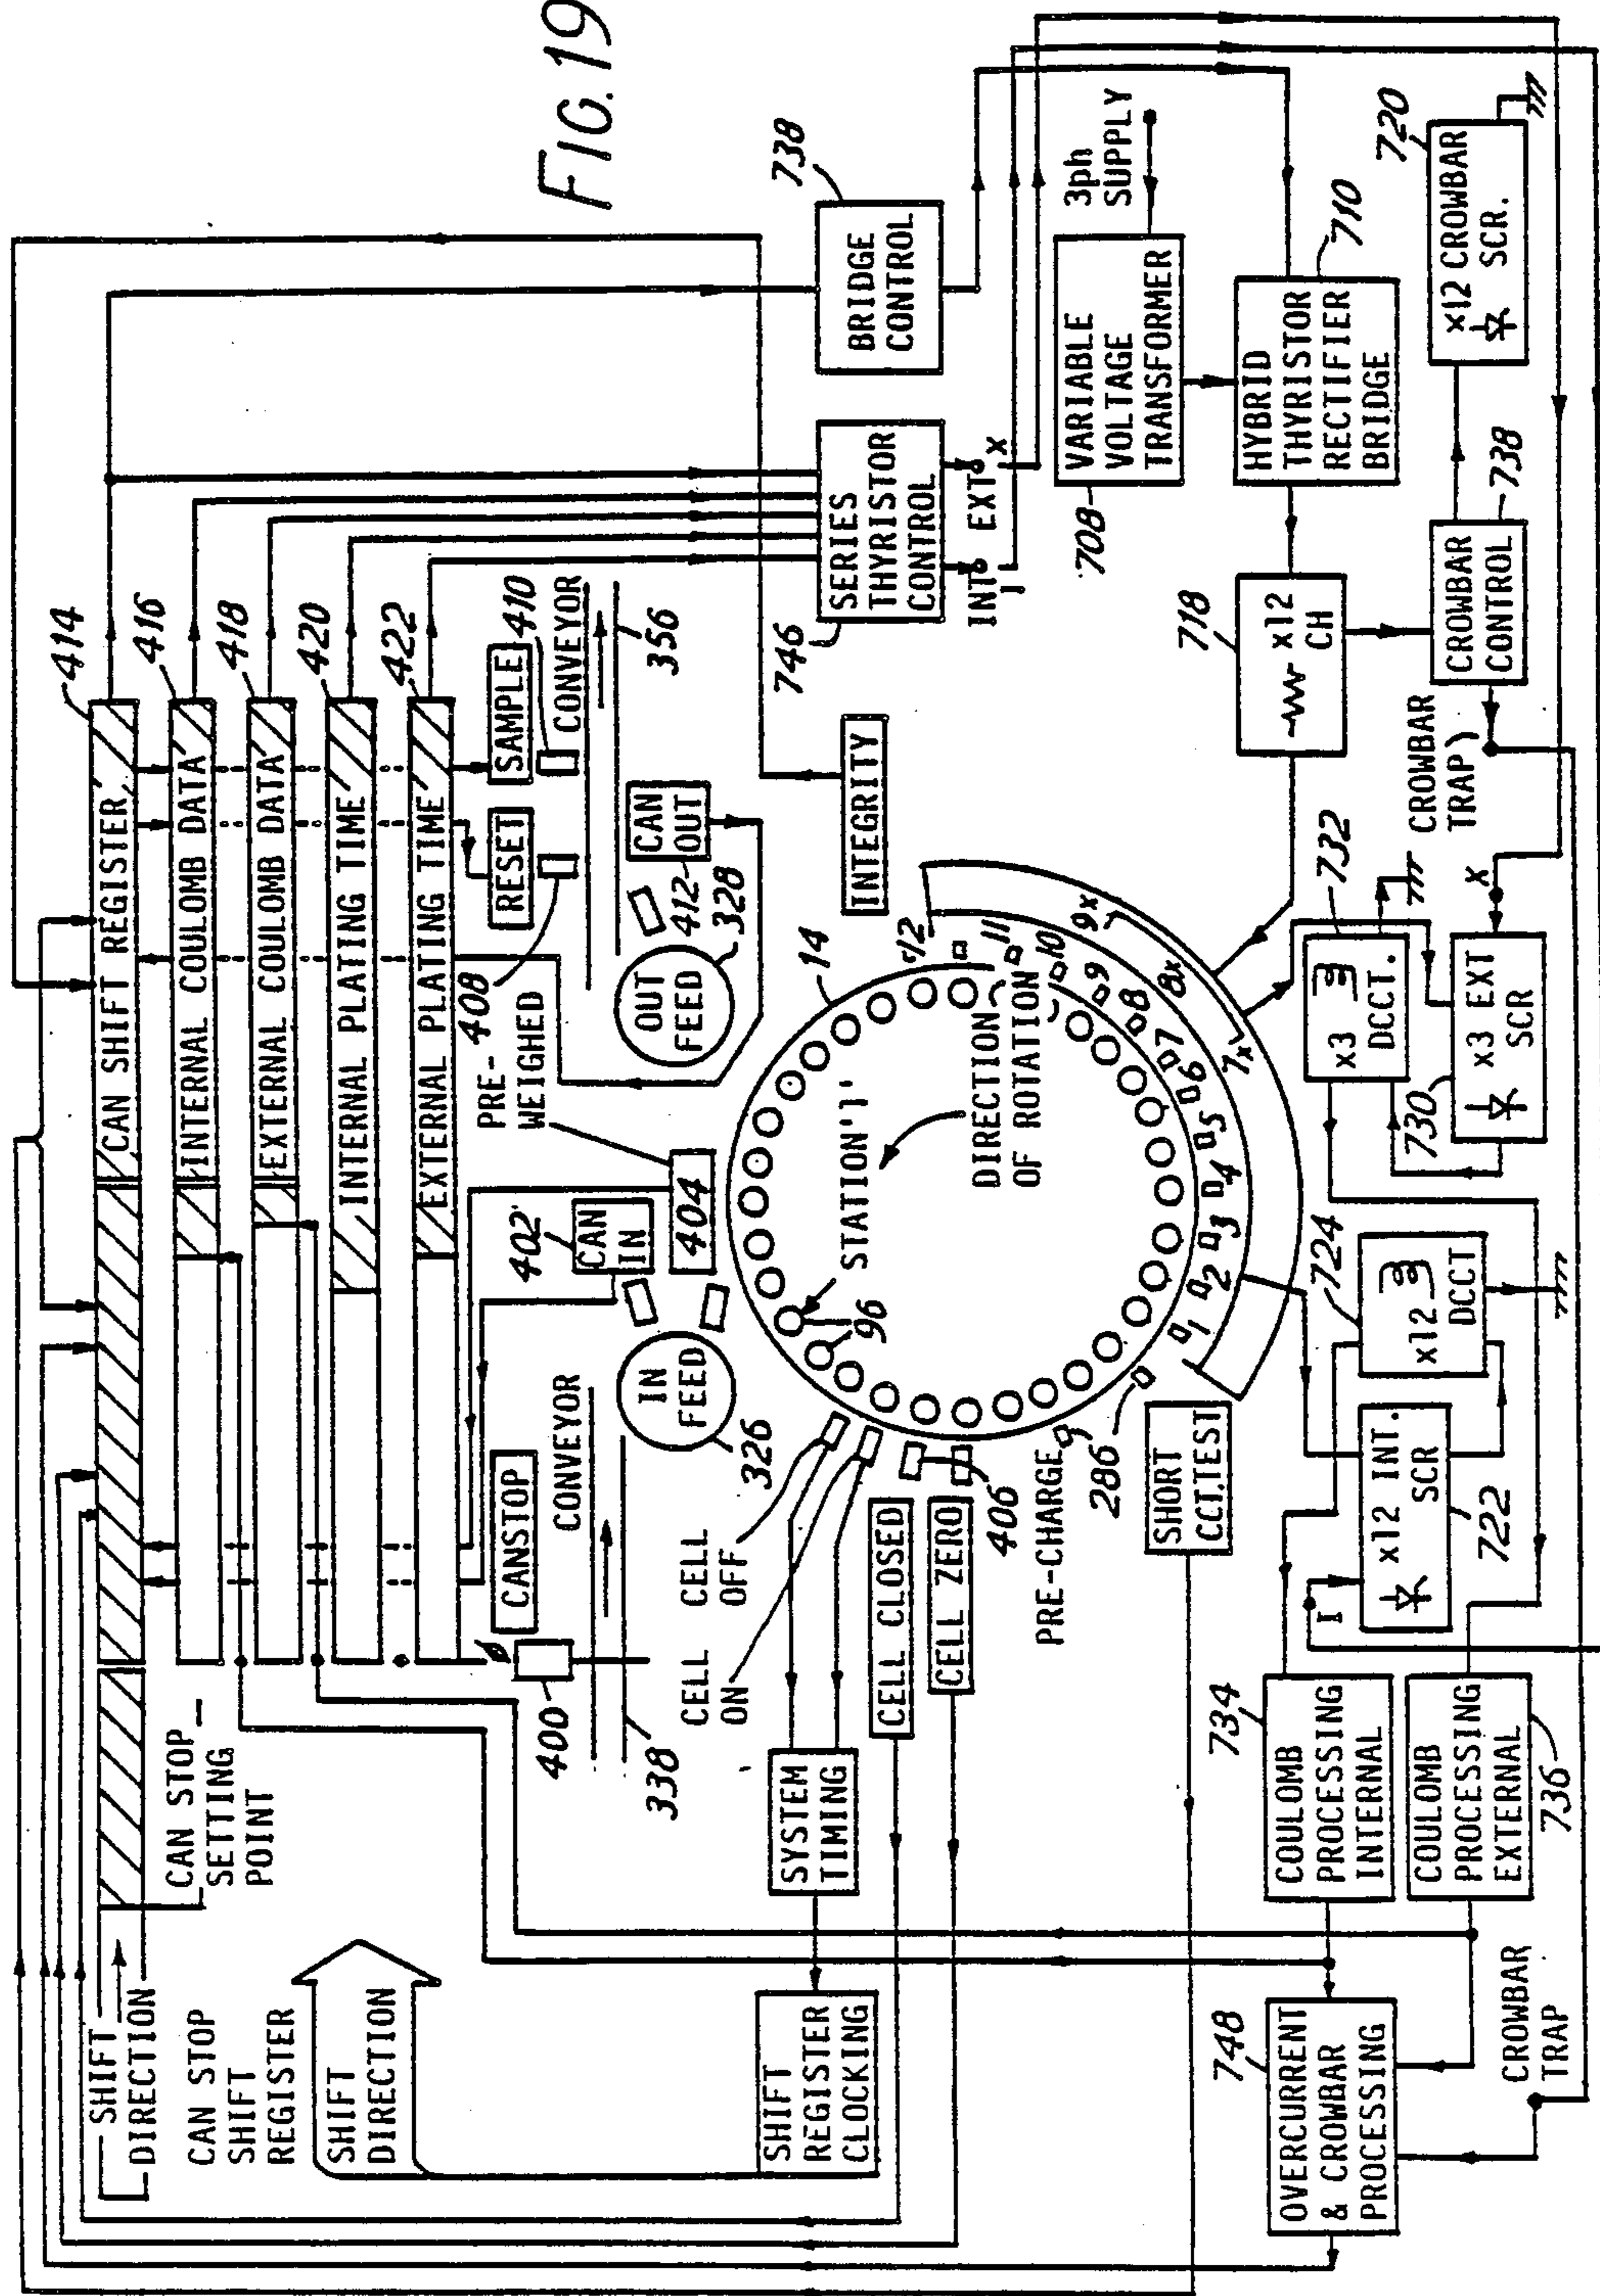 FIG. 19
SHIFT
DIRECTION
CAN STOP
SHIFT
REGISTER
SHIFT
DIRECTION
CAN STOP
SETTING
POINT
CAN SHIFT REGISTER
414
INTERNAL COULOMB DATA
416
EXTERNAL COULOMB DATA
418
INTERNAL PLATING TIME
420
EXTERNAL PLATING TIME
422
400
CANSTOP
CONVEYOR
338
402
CAN
IN
404
PRE-
WEIGHED
408
RESET
SAMPLE
410
CONVEYOR
356
IN
FEED
326
OUT
FEED
328
CAN
OUT
412
INTEGRITY
CELL
ON
CELL
OFF
SYSTEM
TIMING
SHIFT
REGISTER
CLOCKING
CELL CLOSED
CELL ZERO
406
PRE-CHARGE
286
SHORT
CCT.TEST
96
STATION '1'
DIRECTION
OF ROTATION
14
1
2
3
4
5
6
7
8
9
10
11
12
7x
8x
9x
SERIES
THYRISTOR
CONTROL
746
INT
EXT
I
X
BRIDGE
CONTROL
738
3ph
SUPPLY
VARIABLE
VOLTAGE
TRANSFORMER
708
HYBRID
THYRISTOR
RECTIFIER
BRIDGE
710
x12
CH
718
CROWBAR
CONTROL
738
x12 CROWBAR
SCR.
720
CROWBAR
TRAP)
x3
DCCT.
732
X
x3 EXT
SCR
730
x12
DCCT
724
I
x12 INT.
SCR
722
COULOMB
PROCESSING
INTERNAL
734
COULOMB
PROCESSING
EXTERNAL
736
OVERCURRENT
& CROWBAR
PROCESSING
748
CROWBAR
TRAP